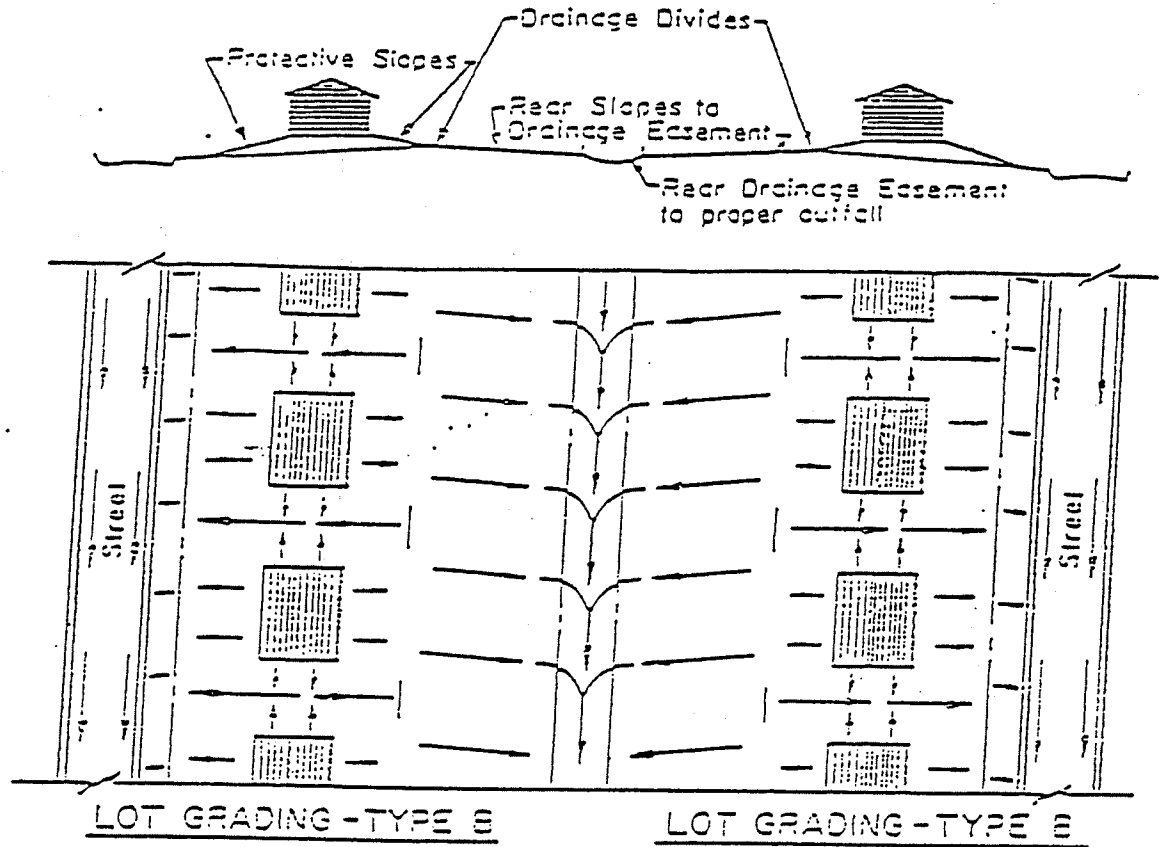 Drainage Divides
Protective Slopes
Rear Slopes to
Drainage Easement
Rear Drainage Easement
to proper outfall
Street
Street
LOT GRADING-TYPE B
LOT GRADING-TYPE B